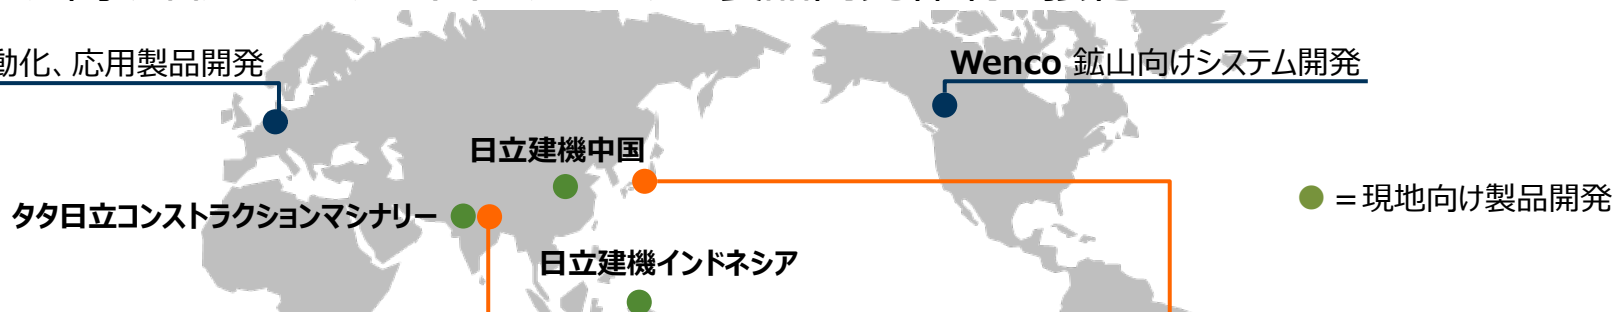 動化、応用製品開発
Wenco 鉱山向けシステム開発
日立建機中国
= 現地向け製品開発
タタ日立コンストラクションマシナリー
日立建機インドネシア